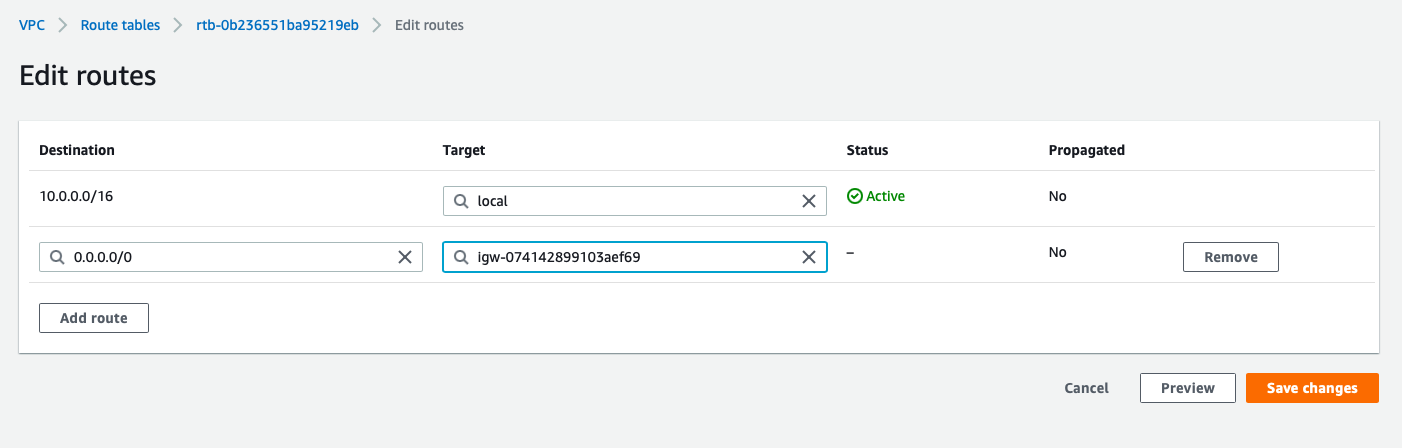 VPC > Route tables > rtb-0b236551ba95219eb > Edit routes
Edit routes
Destination Target Status Propagated
10.0.0.0/16 local Active No
0.0.0.0/0 igw-074142899103aef69 – No Remove
Add route
Cancel Preview Save changes